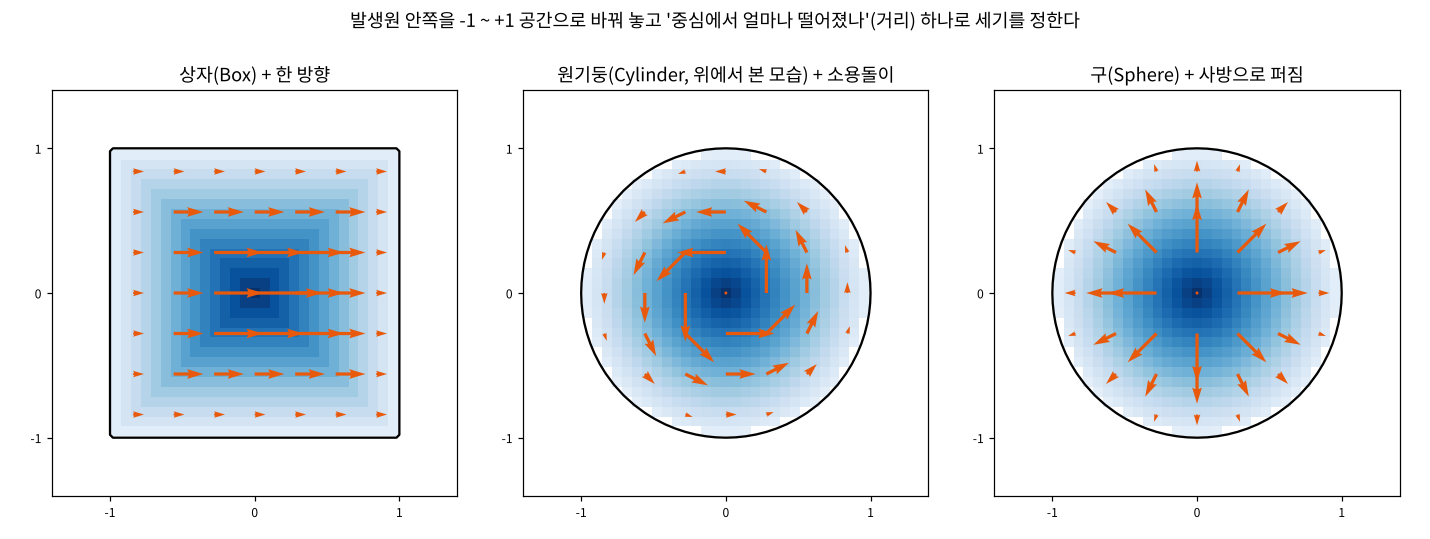 발생원 안쪽을 -1 ~ +1 공간으로 바꿔 놓고 '중심에서 얼마나 떨어졌나'(거리) 하나로 세기를 정한다
상자(Box) + 한 방향
1
0
-1
-1 0 1
원기둥(Cylinder, 위에서 본 모습) + 소용돌이
1
0
-1
-1 0 1
구(Sphere) + 사방으로 퍼짐
1
0
-1
-1 0 1